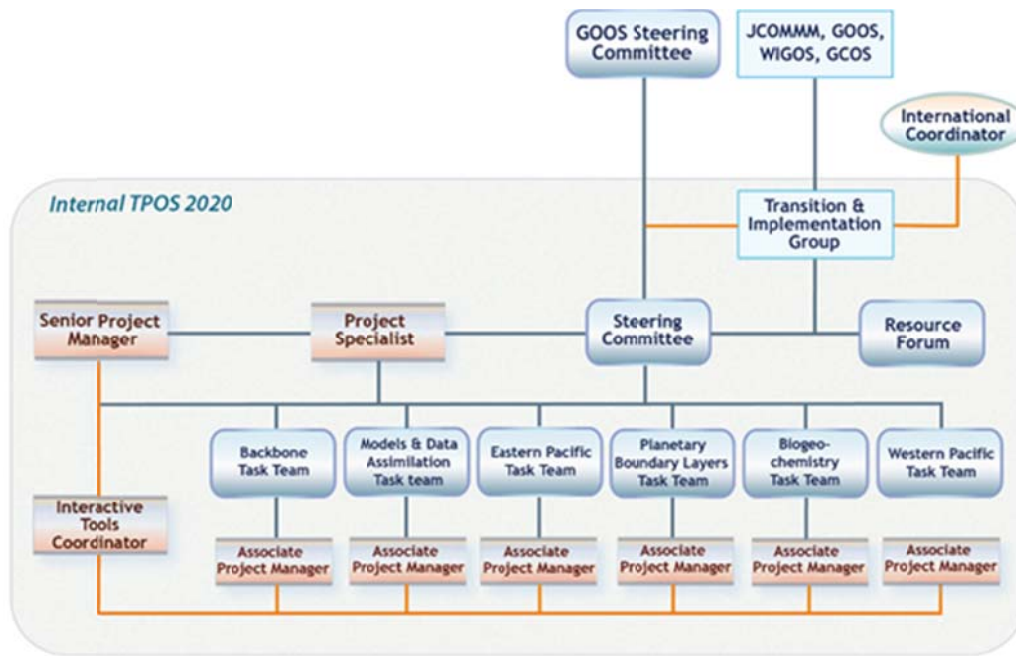 GOOS Steering
Committee
JCOMMM, GOOS,
WIGOS, GCOS
International
Coordinator
Internal TPOS 2020
Transition &
Implementation
Group
Senior Project
Manager
Project
Specialist
Steering
Committee
Resource
Forum
Backbone
Task Team
Models & Data
Assimilation
Task team
Eastern Pacific
Task Team
Planetary
Boundary Layers
Task Team
Biogeo-
chemistry
Task Team
Western Pacific
Task Team
Interactive
Tools
Coordinator
Associate
Project Manager
Associate
Project Manager
Associate
Project Manager
Associate
Project Manager
Associate
Project Manager
Associate
Project Manager